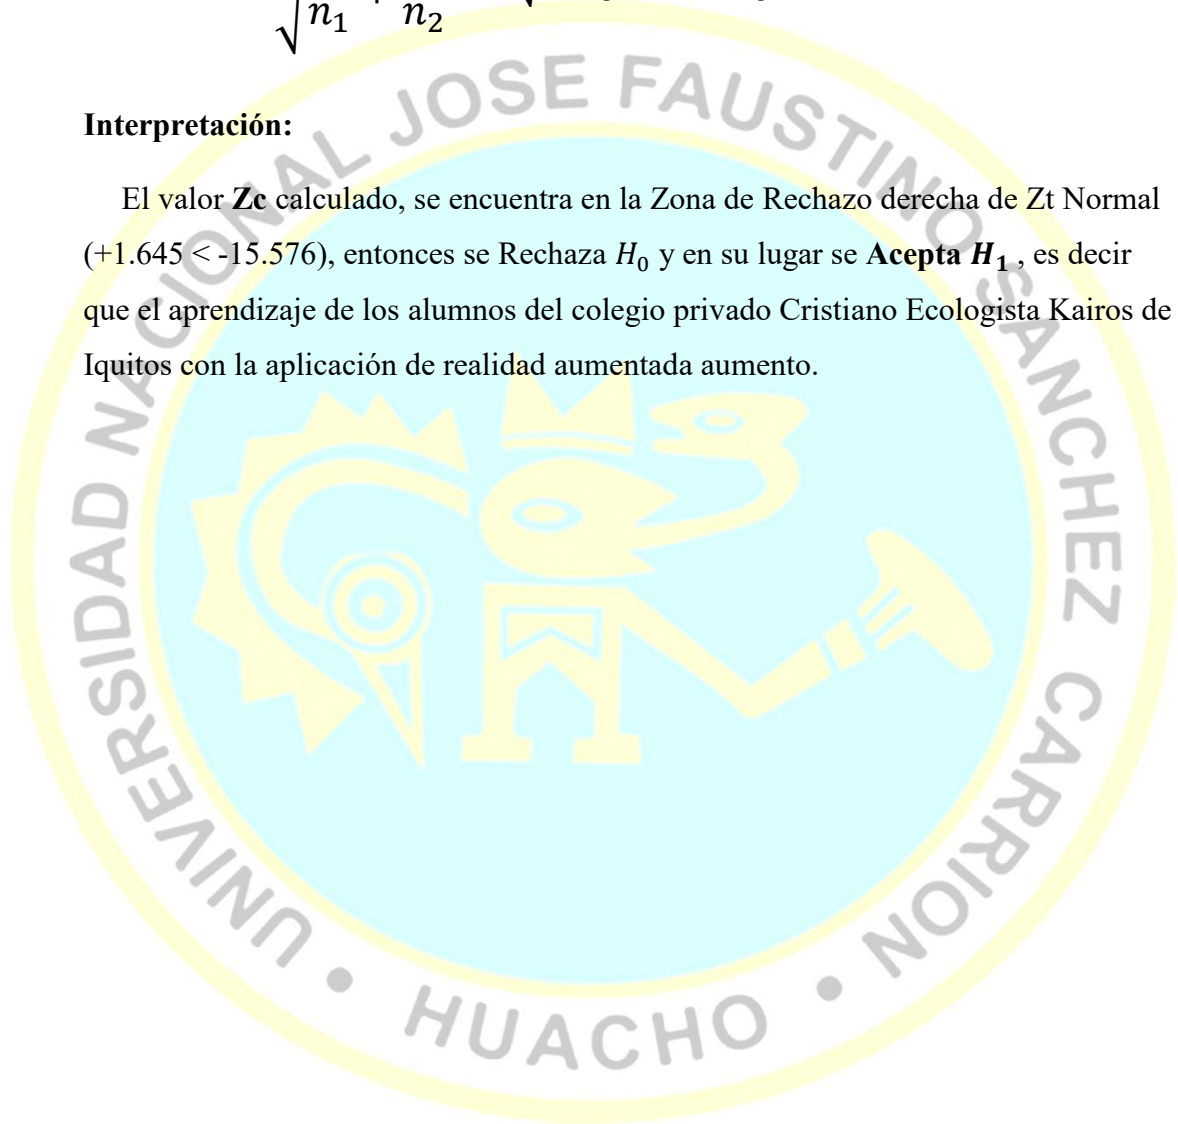 n₁ n₂
Interpretación:
El valor Zc calculado, se encuentra en la Zona de Rechazo derecha de Zt Normal
(+1.645 < -15.576), entonces se Rechaza H₀ y en su lugar se Acepta H₁ , es decir
que el aprendizaje de los alumnos del colegio privado Cristiano Ecologista Kairos de
Iquitos con la aplicación de realidad aumentada aumento.
UNIVERSIDAD NACIONAL JOSE FAUSTINO SANCHEZ CARRION • HUACHO •